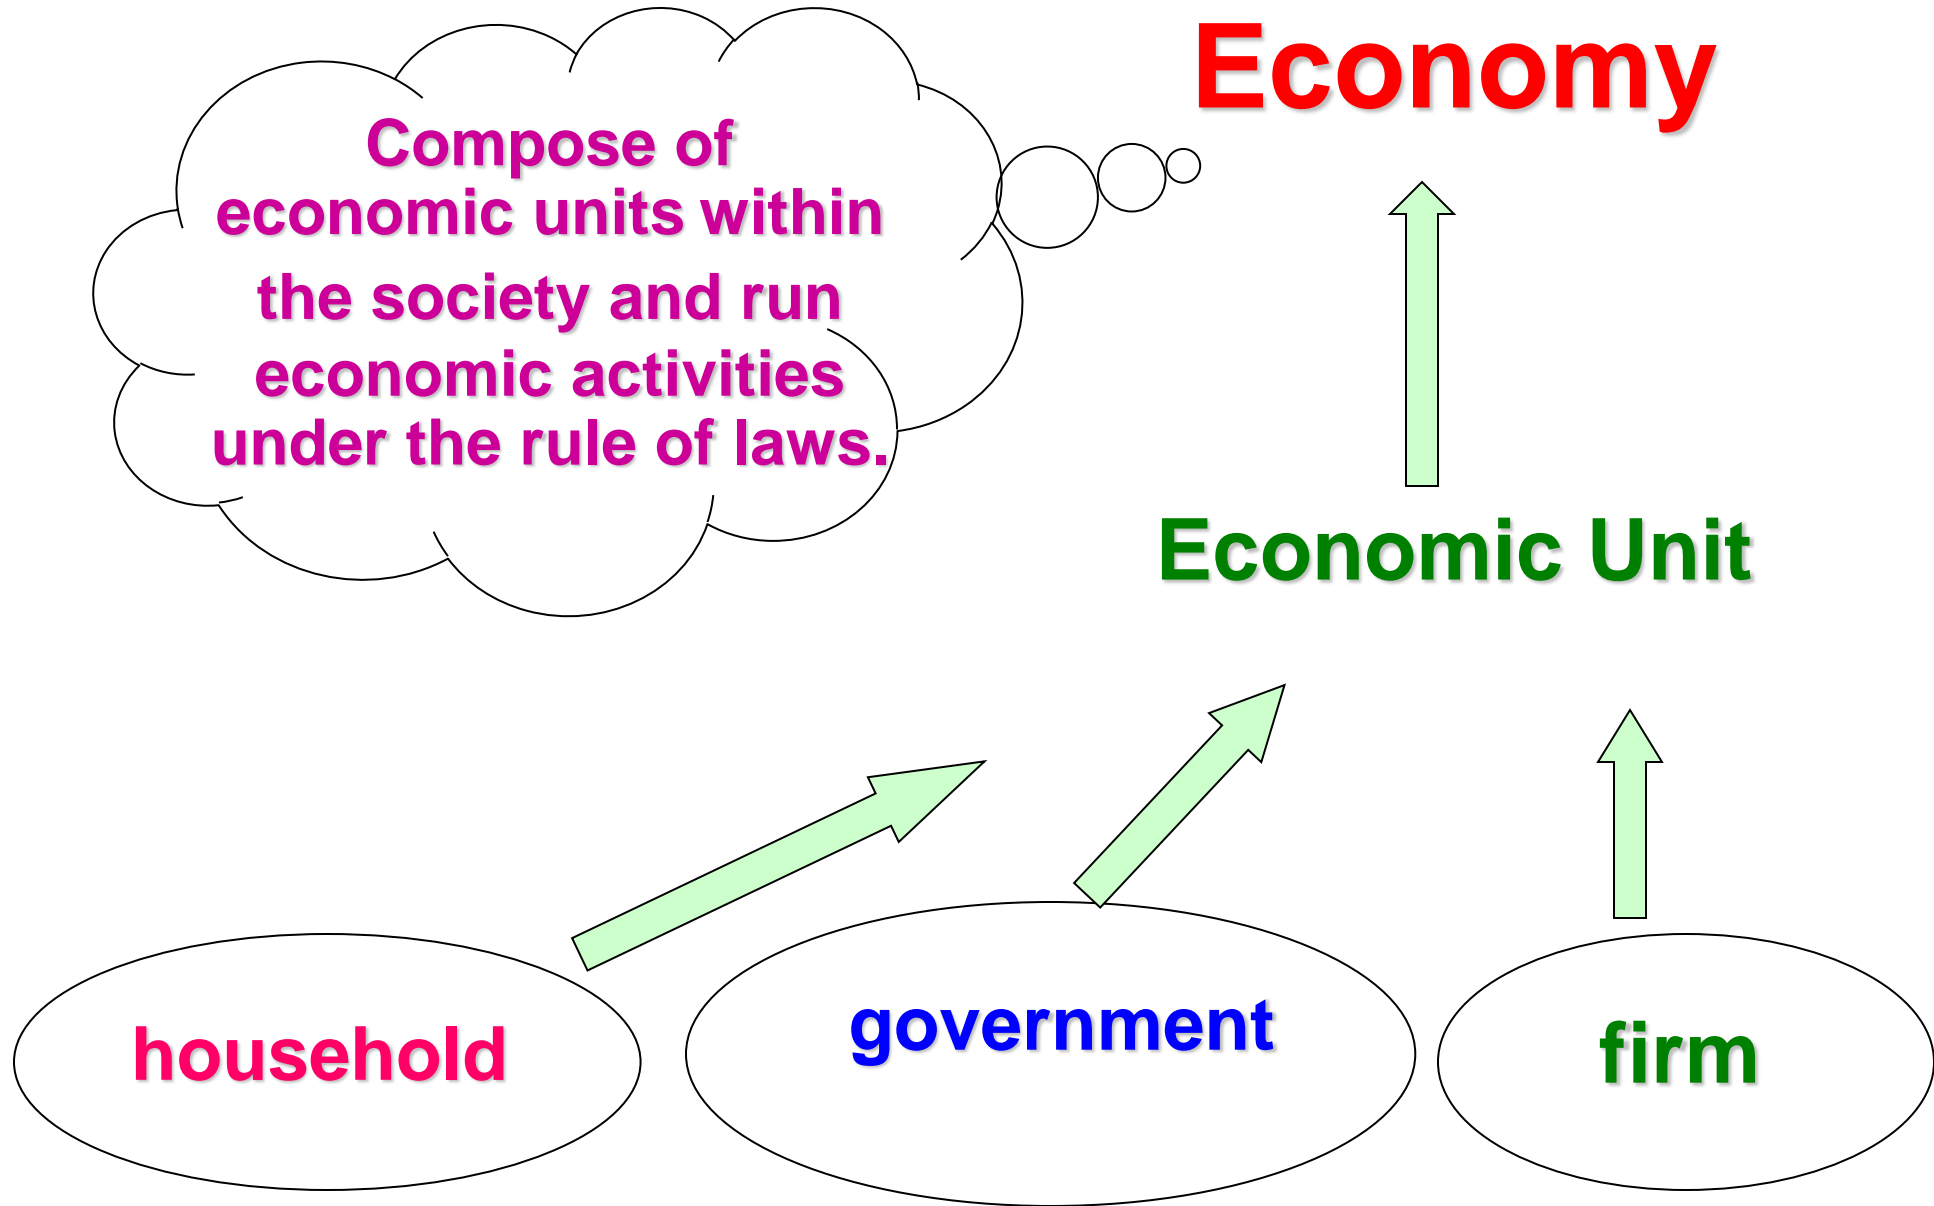 Economy
Compose of
economic units within
the society and run
economic activities
under the rule of laws.
Economic Unit
household
government
firm